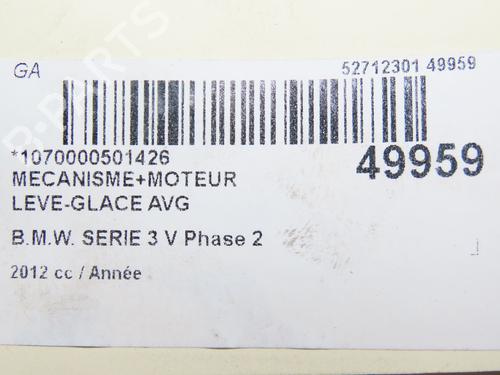 GA
52712301 49959
*1070000501426
49959
MECANISME+MOTEUR
LEVE-GLACE AVG
B.M.W. SERIE 3 V Phase 2
2012 cc / Année